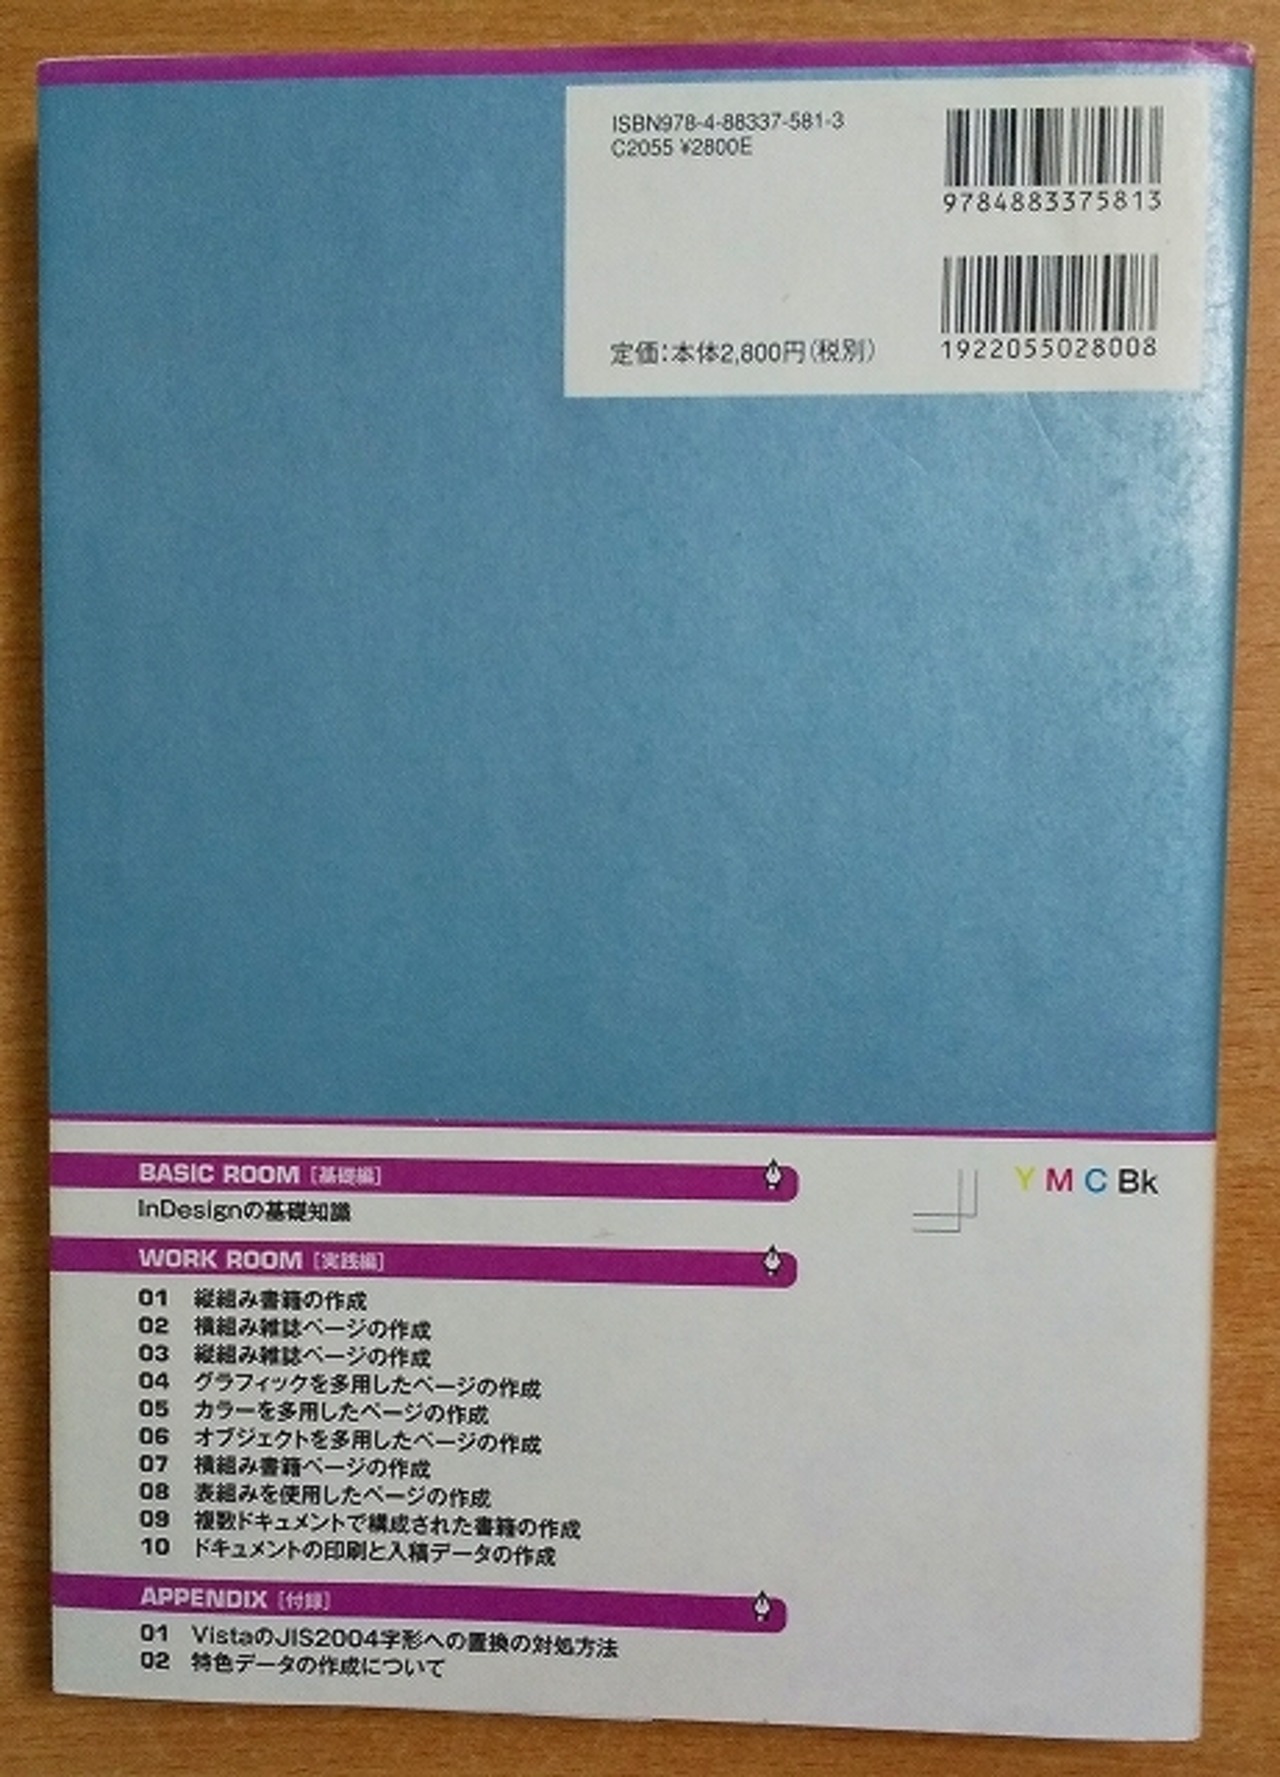 ISBN978-4-88337-581-3
C2055 ¥2800E
9784883375813
定価：本体2,800円（税別）
1922055028008
BASIC ROOM［基礎編］
InDesignの基礎知識
Y M C Bk
WORK ROOM［実践編］
01 縦組み書籍の作成
02 横組み雑誌ページの作成
03 縦組み雑誌ページの作成
04 グラフィックを多用したページの作成
05 カラーを多用したページの作成
06 オブジェクトを多用したページの作成
07 横組み書籍ページの作成
08 表組みを使用したページの作成
09 複数ドキュメントで構成された書籍の作成
10 ドキュメントの印刷と入稿データの作成
APPENDIX［付録］
01 VistaのJIS2004字形への置換の対処方法
02 特色データの作成について